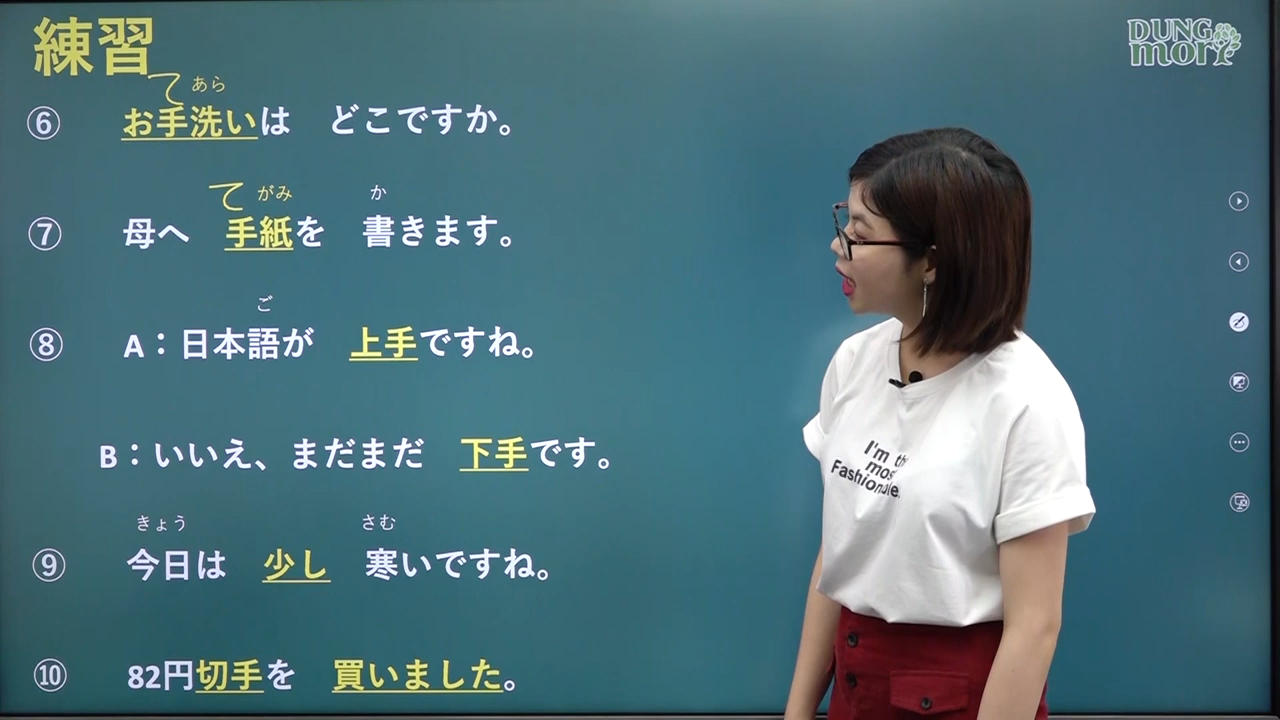 練習
DUNG mori
て あら
⑥ お手洗いは どこですか。
て がみ か
⑦ 母へ 手紙を 書きます。
ご
⑧ A：日本語が 上手ですね。
B：いいえ、まだまだ 下手です。
きょう さむ
⑨ 今日は 少し 寒いですね。
⑩ 82円切手を 買いました。
I'm th
mos
Fashion